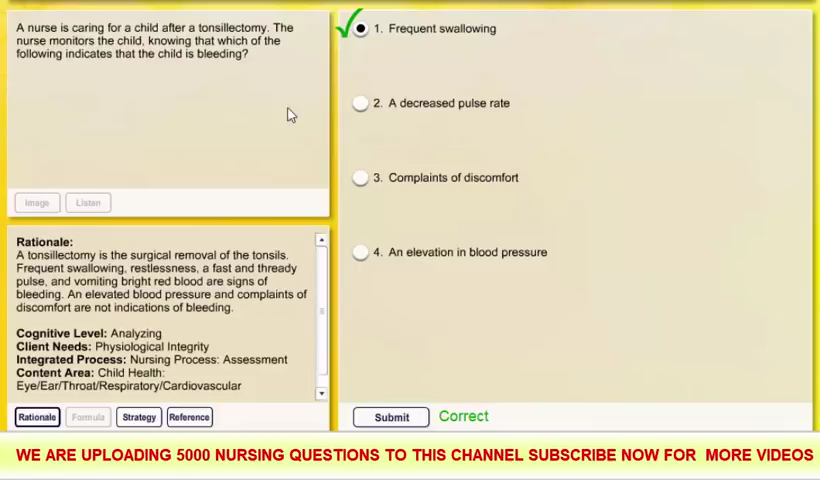 A nurse is caring for a child after a tonsillectomy. The
nurse monitors the child, knowing that which of the
following indicates that the child is bleeding?
Image
Listen
1. Frequent swallowing
2. A decreased pulse rate
3. Complaints of discomfort
4. An elevation in blood pressure
Rationale:
A tonsillectomy is the surgical removal of the tonsils.
Frequent swallowing, restlessness, a fast and thready
pulse, and vomiting bright red blood are signs of
bleeding. An elevated blood pressure and complaints of
discomfort are not indications of bleeding.
Cognitive Level: Analyzing
Client Needs: Physiological Integrity
Integrated Process: Nursing Process: Assessment
Content Area: Child Health:
Eye/Ear/Throat/Respiratory/Cardiovascular
Rationale
Formula
Strategy
Reference
Submit
Correct
WE ARE UPLOADING 5000 NURSING QUESTIONS TO THIS CHANNEL SUBSCRIBE NOW FOR MORE VIDEOS